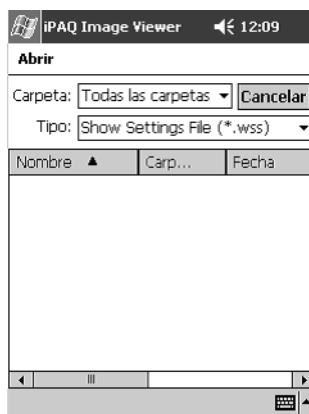 iPAQ Image Viewer 12:09
Abrir
Carpeta: Todas las carpetas Cancelar
Tipo: Show Settings File (*.wss)
Nombre Carp... Fecha